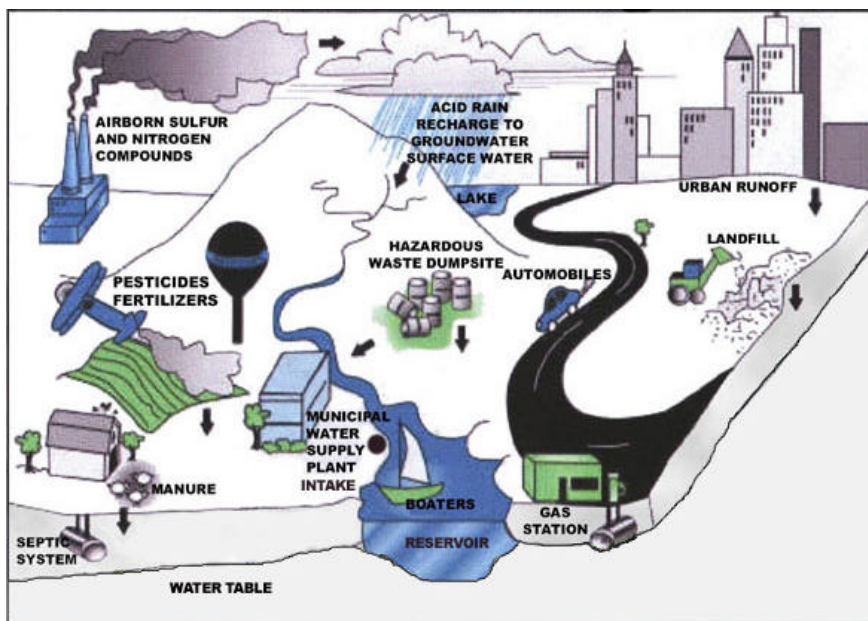 AIRBORN SULFUR
AND NITROGEN
COMPOUNDS
ACID RAIN
RECHARGE TO
GROUNDWATER
SURFACE WATER
LAKE
URBAN RUNOFF
HAZARDOUS
WASTE DUMPSITE
AUTOMOBILES
LANDFILL
PESTICIDES
FERTILIZERS
MUNICIPAL
WATER
SUPPLY
PLANT
INTAKE
MANURE
BOATERS
GAS
STATION
SEPTIC
SYSTEM
RESERVOIR
WATER TABLE